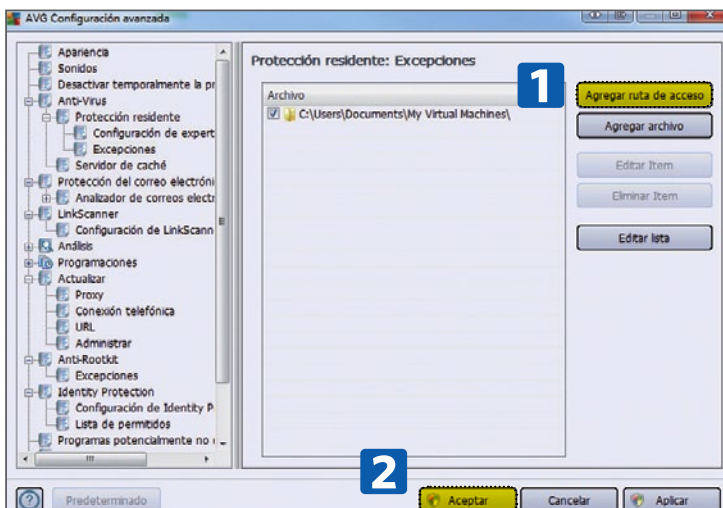 AVG Configuración avanzada
Apariencia
Sonidos
Desactivar temporalmente la pr
Anti-Virus
Protección residente
Configuración de expert
Excepciones
Servidor de caché
Protección del correo electróni
Analizador de correos electr
LinkScanner
Configuración de LinkScann
Análisis
Programaciones
Actualizar
Proxy
Conexión telefónica
URL
Administrar
Anti-Rootkit
Excepciones
Identity Protection
Configuración de Identity P
Lista de permitidos
Programas potencialmente no
Protección residente: Excepciones
Archivo
C:\Users\Documents\My Virtual Machines\
1
Agregar ruta de acceso
Agregar archivo
Editar Item
Eliminar Item
Editar lista
2
Predeterminado
Aceptar
Cancelar
Aplicar